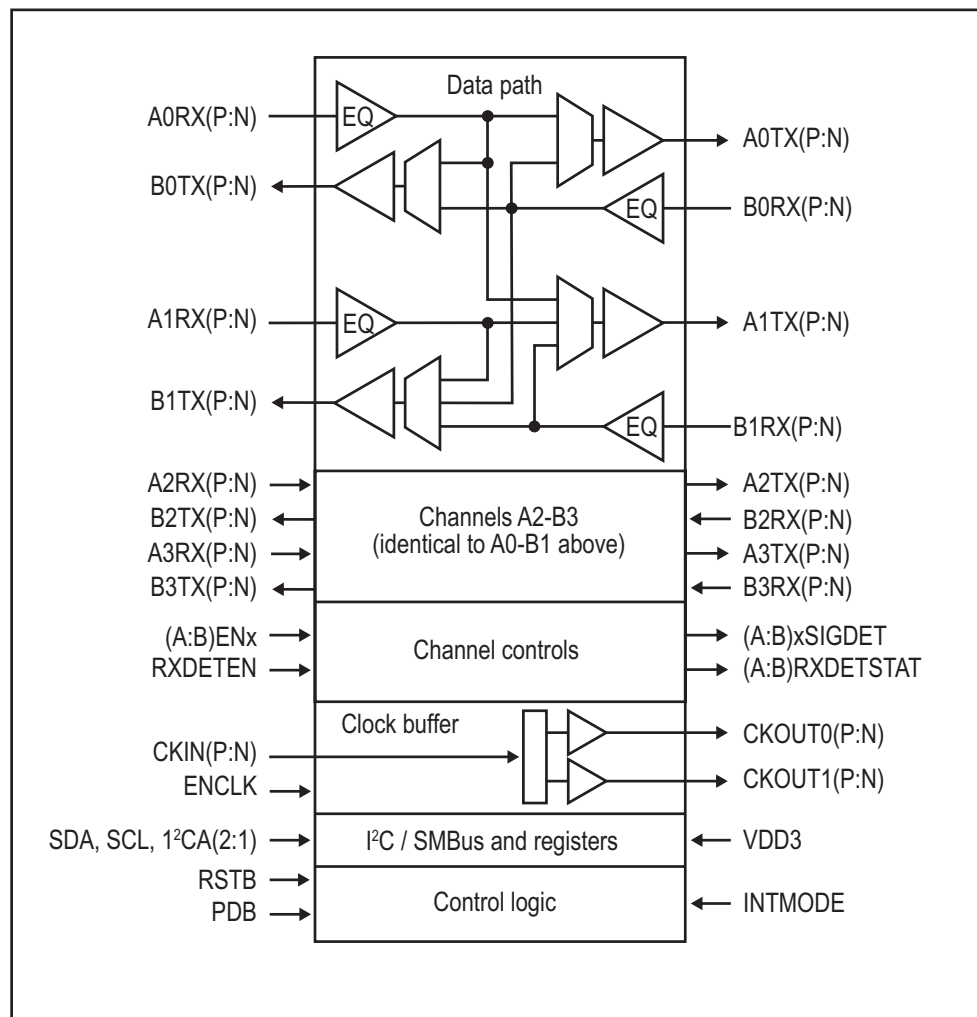 Data path
A0RX(P:N)
EQ
A0TX(P:N)
B0TX(P:N)
EQ
B0RX(P:N)
A1RX(P:N)
EQ
A1TX(P:N)
B1TX(P:N)
EQ
B1RX(P:N)
A2RX(P:N)
B2TX(P:N)
A3RX(P:N)
B3TX(P:N)
Channels A2-B3
(identical to A0-B1 above)
A2TX(P:N)
B2RX(P:N)
A3TX(P:N)
B3RX(P:N)
(A:B)ENx
RXDETEN
Channel controls
(A:B)xSIGDET
(A:B)RXDETSTAT
Clock buffer
CKIN(P:N)
ENCLK
CKOUT0(P:N)
CKOUT1(P:N)
SDA, SCL, 1²CA(2:1)
I²C / SMBus and registers
VDD3
RSTB
PDB
Control logic
INTMODE